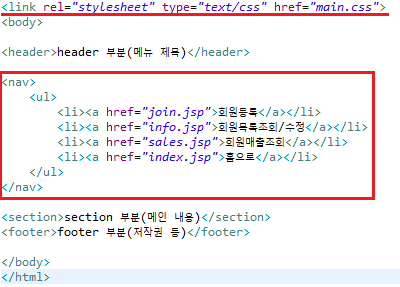 <link rel="stylesheet" type="text/css" href="main.css">
<body>
<header>header 부분(메뉴 제목)</header>
<nav>
<ul>
<li><a href="join.jsp">회원등록</a></li>
<li><a href="info.jsp">회원목록조회/수정</a></li>
<li><a href="sales.jsp">회원매출조회</a></li>
<li><a href="index.jsp">홈으로</a></li>
</ul>
</nav>
<section>section 부분(메인 내용)</section>
<footer>footer 부분(저작권 등)</footer>
</body>
</html>